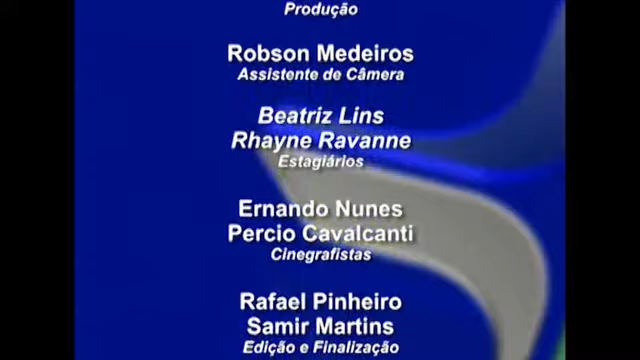 Produção
Robson Medeiros
Assistente de Câmera
Beatriz Lins
Rhayne Ravanne
Estagiários
Ernando Nunes
Percio Cavalcanti
Cinegrafistas
Rafael Pinheiro
Samir Martins
Edição e Finalização